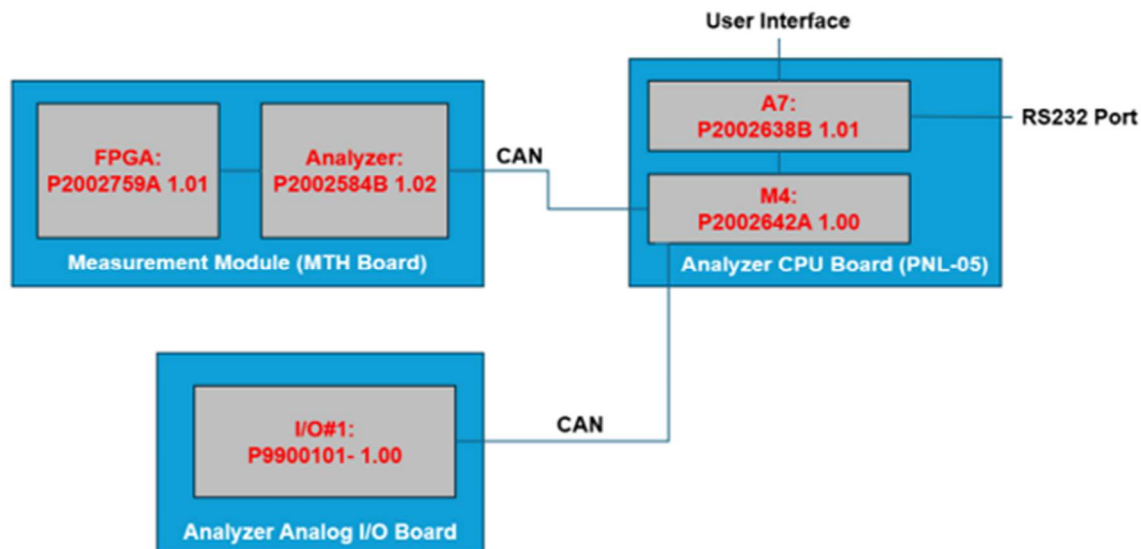 User Interface
FPGA:
P2002759A 1.01
Analyzer:
P2002584B 1.02
Measurement Module (MTH Board)
CAN
A7:
P2002638B 1.01
RS232 Port
M4:
P2002642A 1.00
Analyzer CPU Board (PNL-05)
I/O#1:
P9900101- 1.00
CAN
Analyzer Analog I/O Board